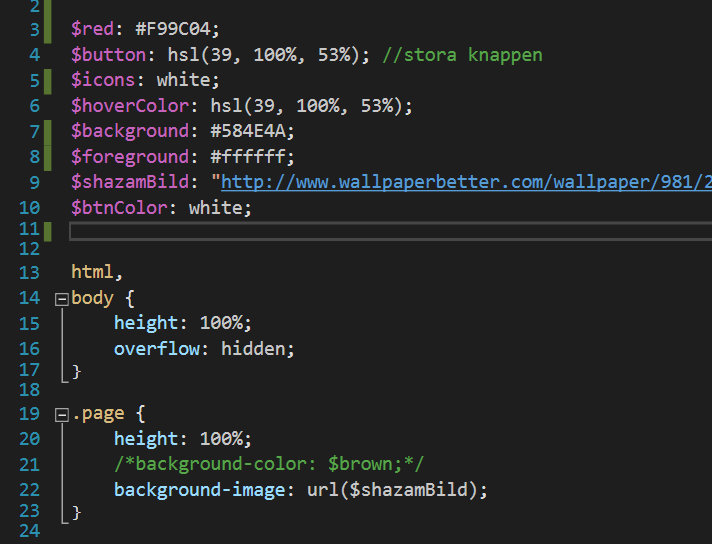 2
3 $red: #F99C04;
4 $button: hsl(39, 100%, 53%); //stora knappen
5 $icons: white;
6 $hoverColor: hsl(39, 100%, 53%);
7 $background: #584E4A;
8 $foreground: #ffffff;
9 $shazamBild: "http://www.wallpaperbetter.com/wallpaper/981/2
10 $btnColor: white;
11
12
13 html,
14 body {
15 height: 100%;
16 overflow: hidden;
17 }
18
19 .page {
20 height: 100%;
21 /*background-color: $brown;*/
22 background-image: url($shazamBild);
23 }
24